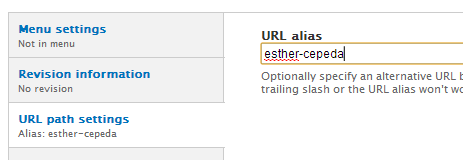 Menu settings
Not in menu
Revision information
No revision
URL path settings
Alias: esther-cepeda
URL alias
esther-cepeda
Optionally specify an alternative URL
trailing slash or the URL alias won't